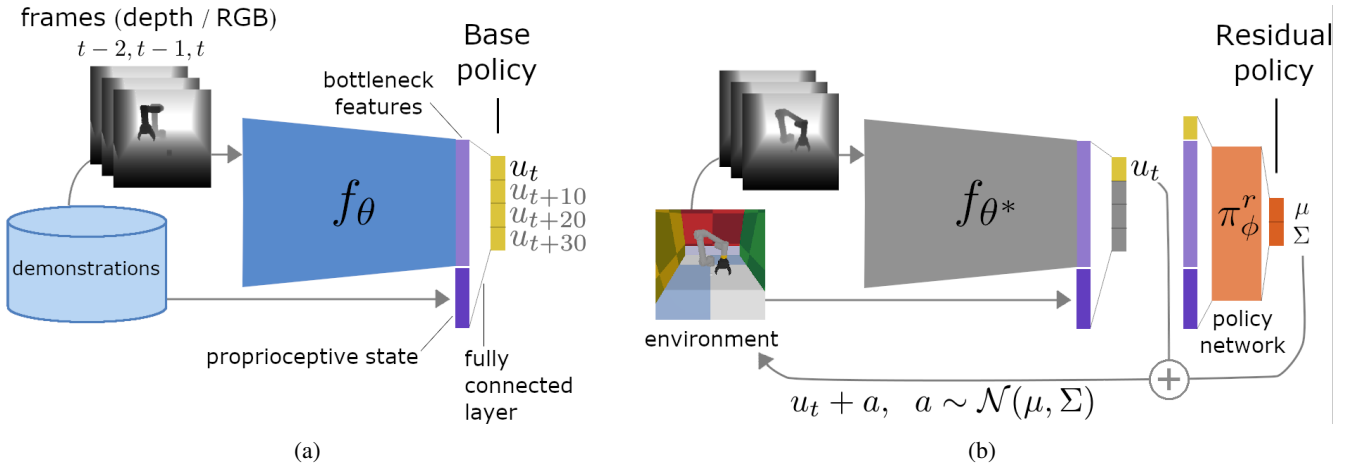 frames (depth / RGB)
t − 2, t − 1, t
Base
policy
bottleneck
features
f_θ
u_t
u_{t+10}
u_{t+20}
u_{t+30}
demonstrations
proprioceptive state
fully
connected
layer
(a)
Residual
policy
f_{θ*}
u_t
π^r_ϕ
μ
Σ
environment
policy
network
+
u_t + a, a ∼ N(μ, Σ)
(b)